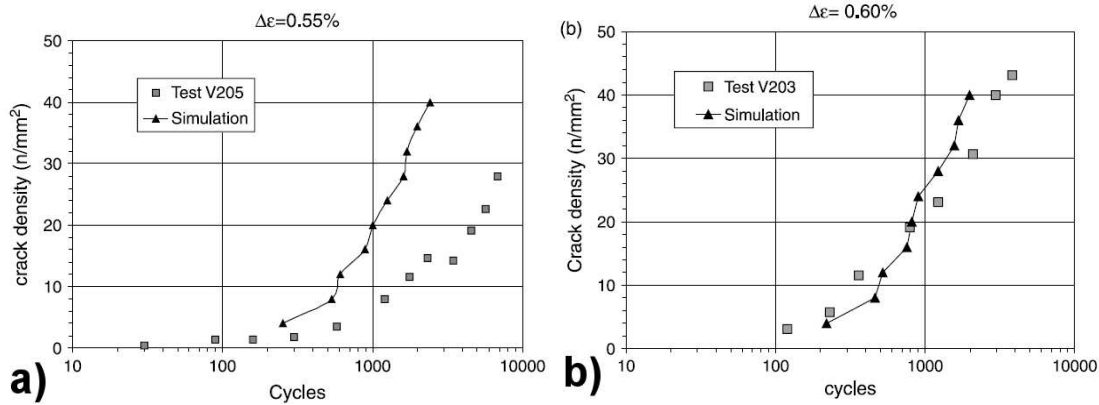 Δε=0.55%
50
40
30
20
10
0
crack density (n/mm²)
Test V205
Simulation
10
100
1000
10000
Cycles
a)
Δε= 0.60%
(b)
50
40
30
20
10
0
Crack density (n/mm²)
Test V203
Simulation
10
100
1000
10000
cycles
b)